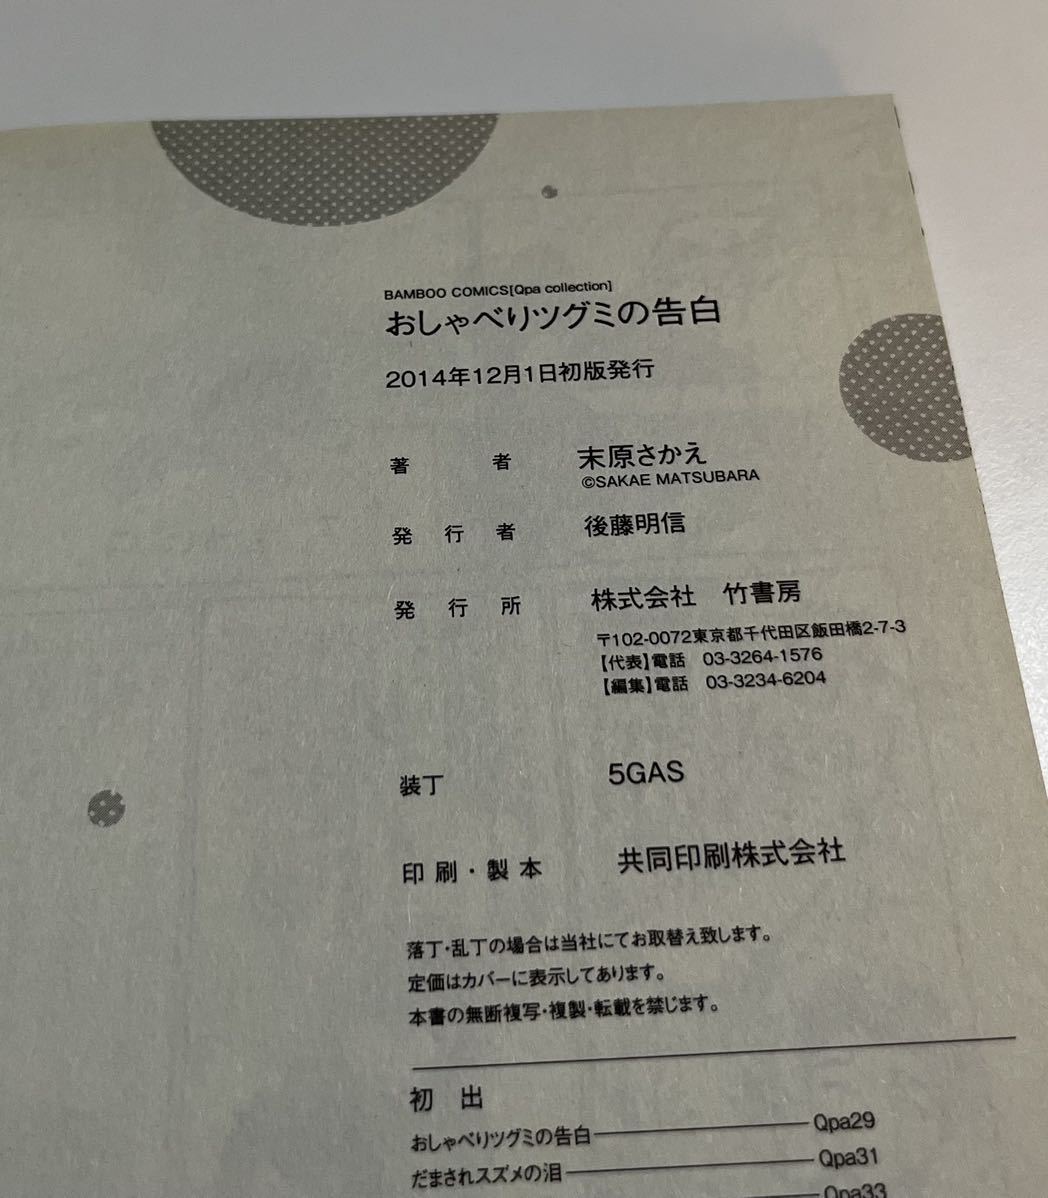 BAMBOO COMICS[Qpa collection]
おしゃべりツグミの告白
2014年12月1日初版発行
著者 末原さかえ
©SAKAE MATSUBARA
発行者 後藤明信
発行所 株式会社 竹書房
〒102-0072東京都千代田区飯田橋2-7-3
【代表】電話 03-3264-1576
【編集】電話 03-3234-6204
装丁 5GAS
印刷・製本 共同印刷株式会社
落丁・乱丁の場合は当社にてお取替え致します。
定価はカバーに表示してあります。
本書の無断複写・複製・転載を禁じます。
初出
おしゃべりツグミの告白 Qpa29
だまされスズメの泪 Qpa31
Qpa33